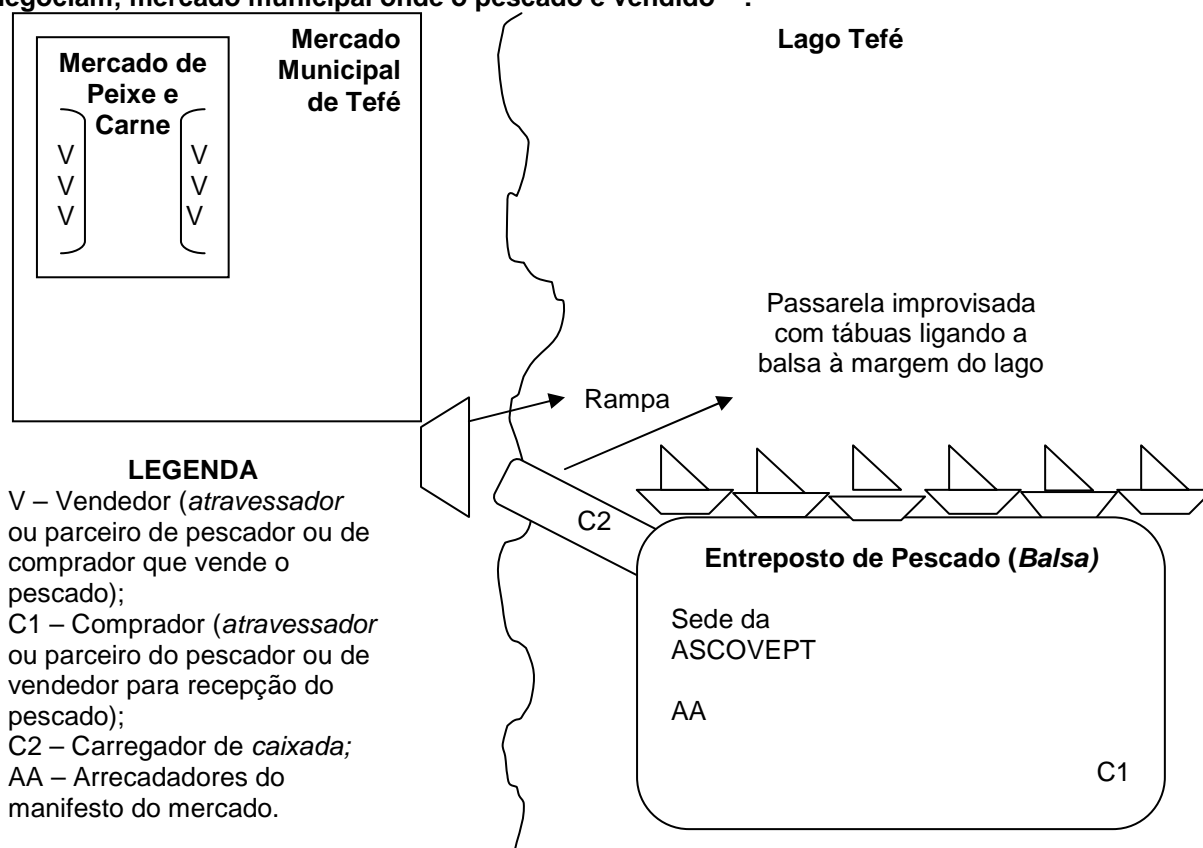 mercado municipal onde o pescado é vendido
Mercado
Municipal
de Tefé
Mercado de
Peixe e
Carne
V
V
V
V
V
V
Lago Tefé
Passarela improvisada
com tábuas ligando a
balsa à margem do lago
Rampa
C2
Entreposto de Pescado (Balsa)
Sede da
ASCOVEPT
AA
C1
LEGENDA
V – Vendedor (atravessador
ou parceiro de pescador ou de
comprador que vende o
pescado);
C1 – Comprador (atravessador
ou parceiro do pescador ou de
vendedor para recepção do
pescado);
C2 – Carregador de caixada;
AA – Arrecadadores do
manifesto do mercado.